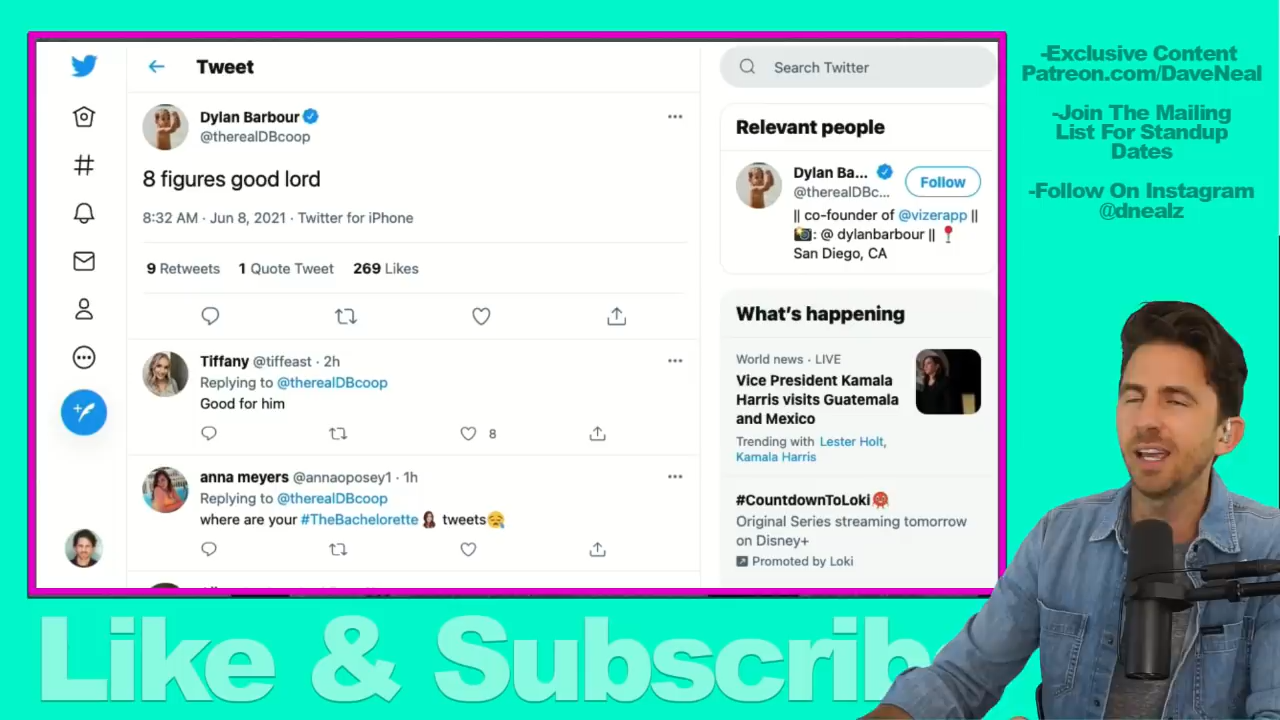 Tweet
Dylan Barbour
@therealDBcoop
8 figures good lord
8:32 AM · Jun 8, 2021 · Twitter for iPhone
9 Retweets 1 Quote Tweet 269 Likes
Tiffany @tiffeast · 2h
Replying to @therealDBcoop
Good for him
8
anna meyers @annaoposey1 · 1h
Replying to @therealDBcoop
where are your #TheBachelorette tweets
Search Twitter
Relevant people
Dylan Ba...
@therealDBc...
Follow
|| co-founder of @vizerapp ||
: @ dylanbarbour ||
San Diego, CA
What's happening
World news · LIVE
Vice President Kamala
Harris visits Guatemala
and Mexico
Trending with Lester Holt,
Kamala Harris
#CountdownToLoki
Original Series streaming tomorrow
on Disney+
Promoted by Loki
-Exclusive Content
Patreon.com/DaveNeal
-Join The Mailing
List For Standup
Dates
-Follow On Instagram
@dnealz
Like & Subscrib